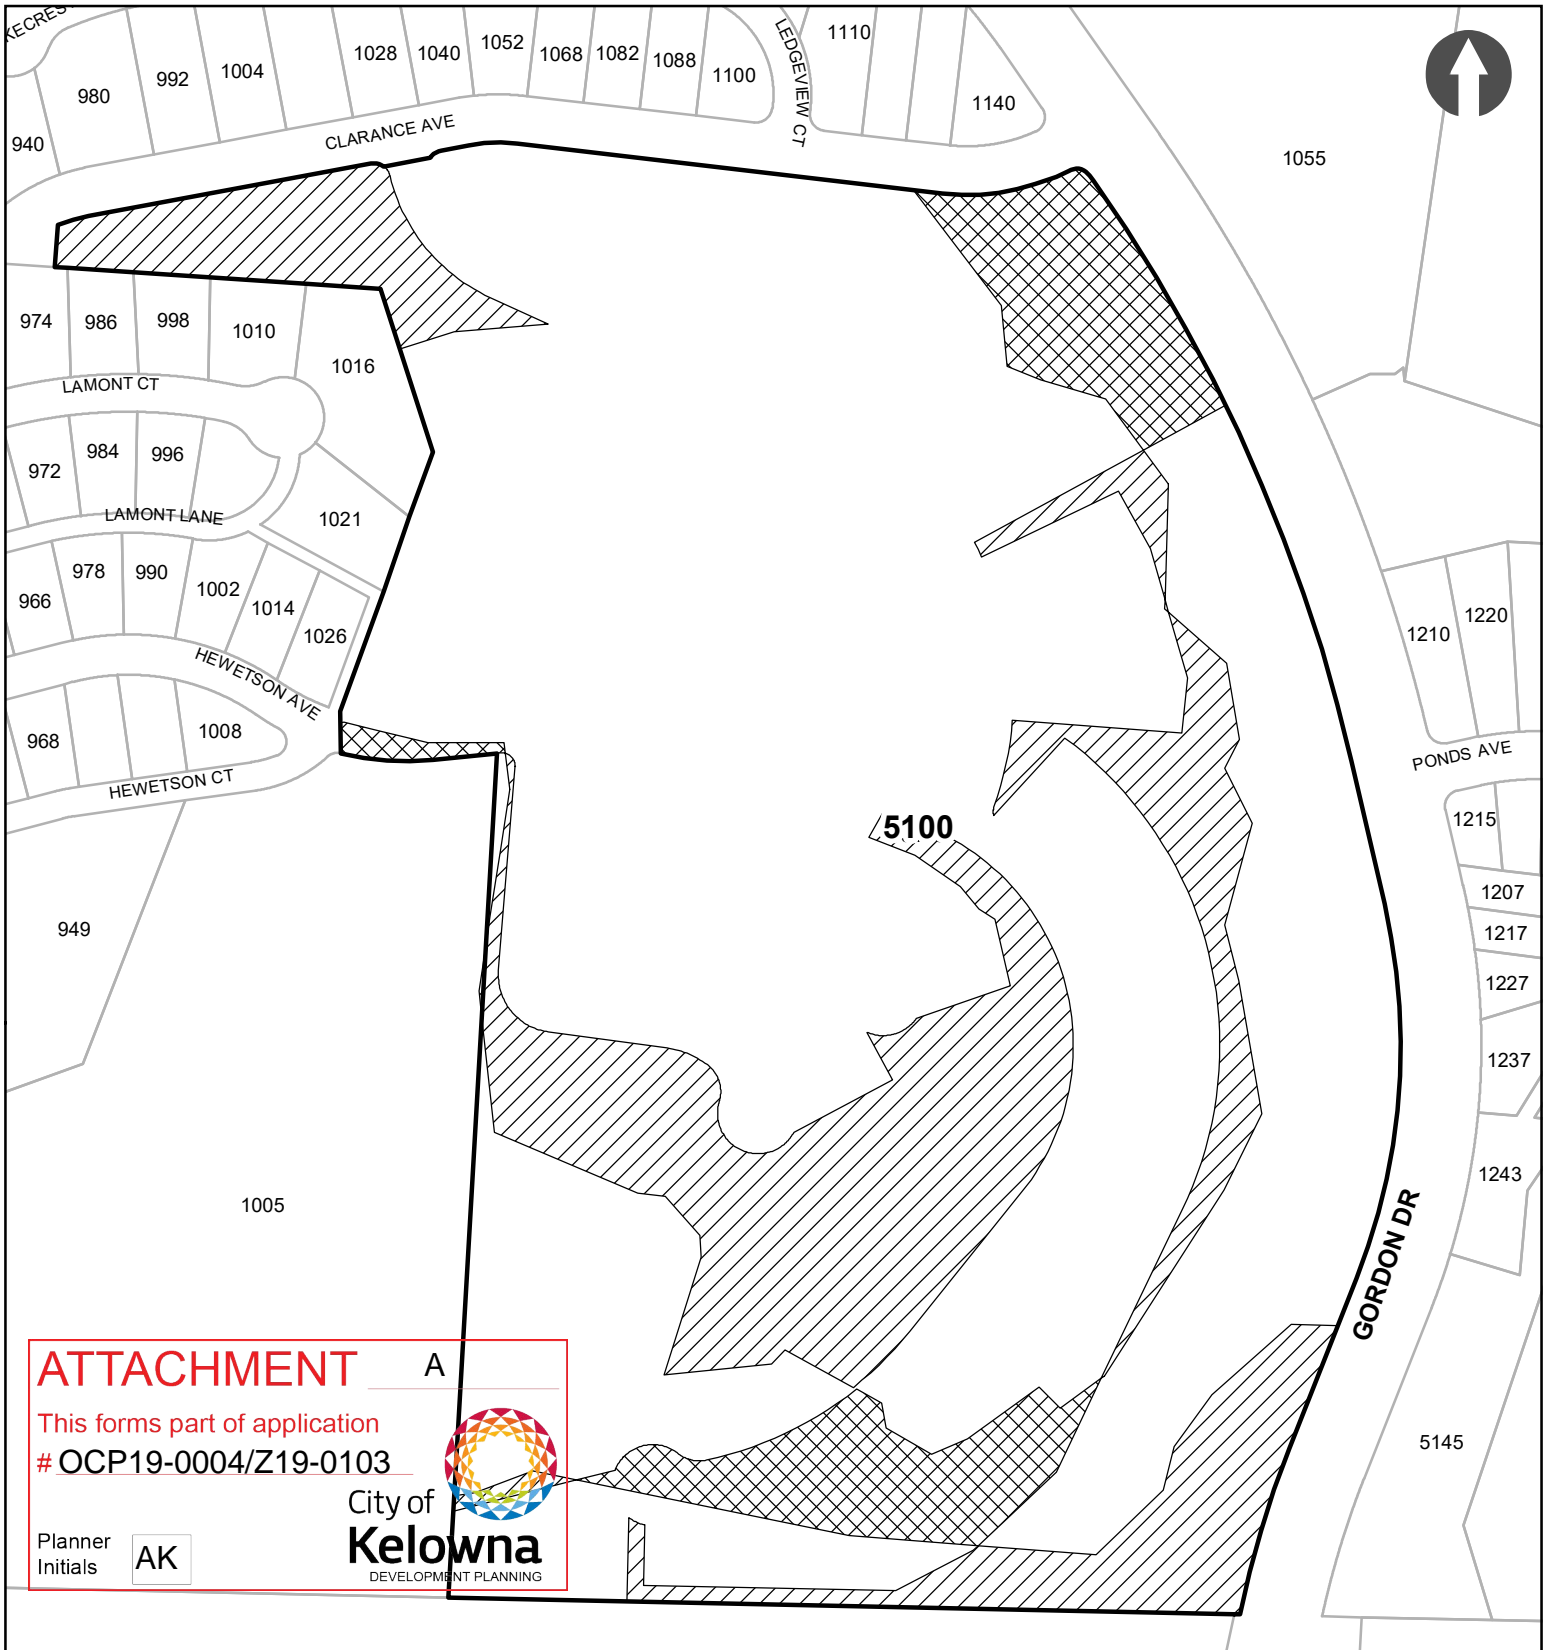 KECREST
980
992
1004
1028
1040
1052
1068
1082
1088
1100
LEDGEVIEW CT
1110
1140
1055
940
CLARANCE AVE
974
986
998
1010
1016
LAMONT CT
972
984
996
LAMONT LANE
1021
966
978
990
1002
1014
1026
HEWETSON AVE
968
1008
HEWETSON CT
949
1005
5100
1210
1220
PONDS AVE
1215
1207
1217
1227
1237
1243
GORDON DR
5145
ATTACHMENT A
This forms part of application
# OCP19-0004/Z19-0103
City of
Kelowna
DEVELOPMENT PLANNING
Planner
Initials
AK